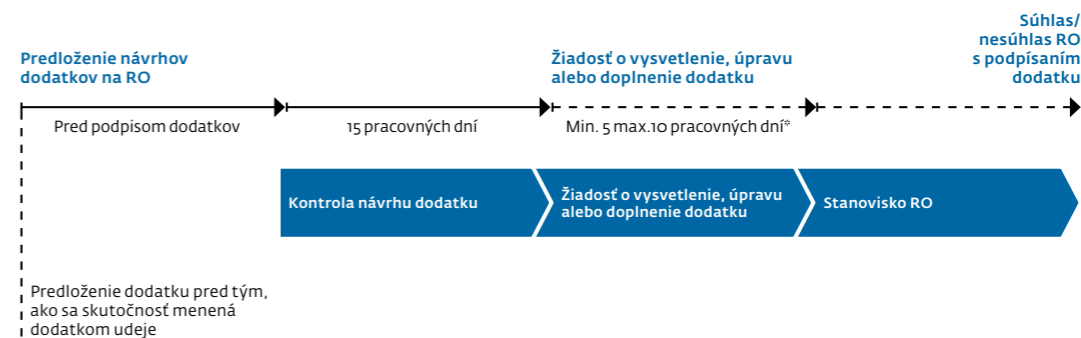 Predloženie návrhov
dodatkov na RO
Žiadosť o vysvetlenie, úpravu
alebo doplnenie dodatku
Súhlas/
nesúhlas RO
s podpísaním
dodatku
Pred podpisom dodatkov
15 pracovných dní
Min. 5 max.10 pracovných dní*
Kontrola návrhu dodatku
Žiadosť o vysvetlenie, úpravu
alebo doplnenie dodatku
Stanovisko RO
Predloženie dodatku pred tým,
ako sa skutočnosť menená
dodatkom udeje